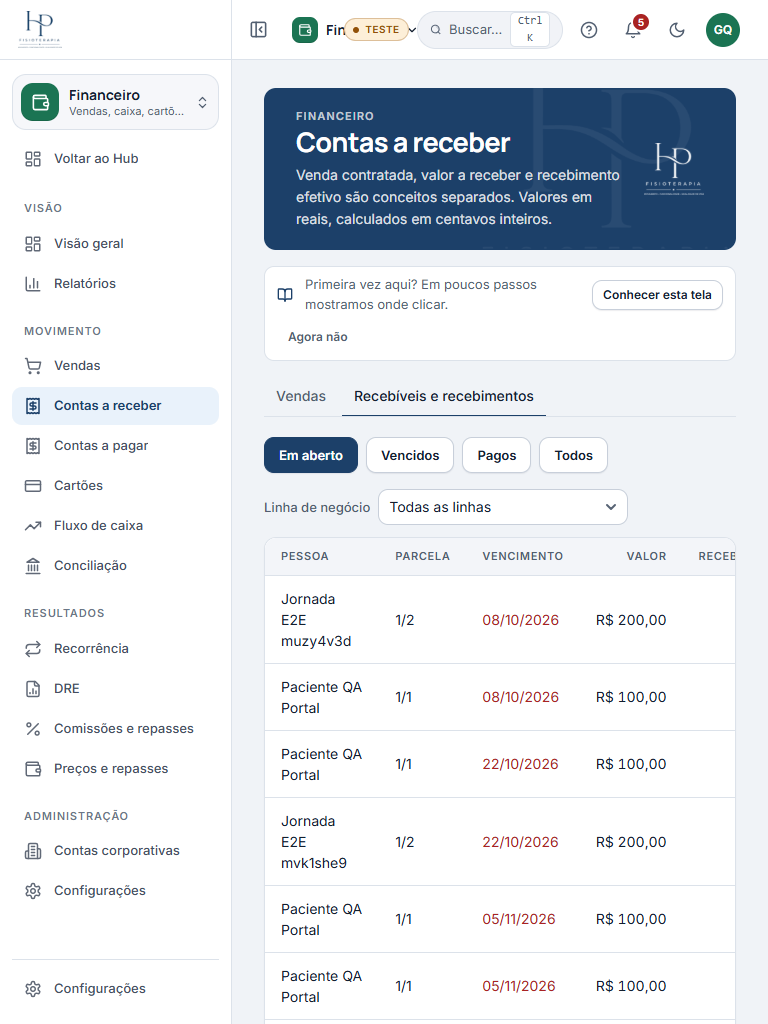 HP
FISIOTERAPIA
Financeiro
Vendas, caixa, cartõ...
Voltar ao Hub
VISÃO
Visão geral
Relatórios
MOVIMENTO
Vendas
Contas a receber
Contas a pagar
Cartões
Fluxo de caixa
Conciliação
RESULTADOS
Recorrência
DRE
Comissões e repasses
Preços e repasses
ADMINISTRAÇÃO
Contas corporativas
Configurações
Configurações
Fin
TESTE
Buscar...
Ctrl
K
5
GQ
FINANCEIRO
Contas a receber
Venda contratada, valor a receber e recebimento
efetivo são conceitos separados. Valores em
reais, calculados em centavos inteiros.
HP
FISIOTERAPIA
Primeira vez aqui? Em poucos passos
mostramos onde clicar.
Conhecer esta tela
Agora não
Vendas
Recebíveis e recebimentos
Em aberto
Vencidos
Pagos
Todos
Linha de negócio
Todas as linhas
PESSOA PARCELA VENCIMENTO VALOR RECEB
Jornada
E2E
muzy4v3d
1/2 08/10/2026 R$ 200,00
Paciente QA
Portal
1/1 08/10/2026 R$ 100,00
Paciente QA
Portal
1/1 22/10/2026 R$ 100,00
Jornada
E2E
mvk1she9
1/2 22/10/2026 R$ 200,00
Paciente QA
Portal
1/1 05/11/2026 R$ 100,00
Paciente QA
Portal
1/1 05/11/2026 R$ 100,00